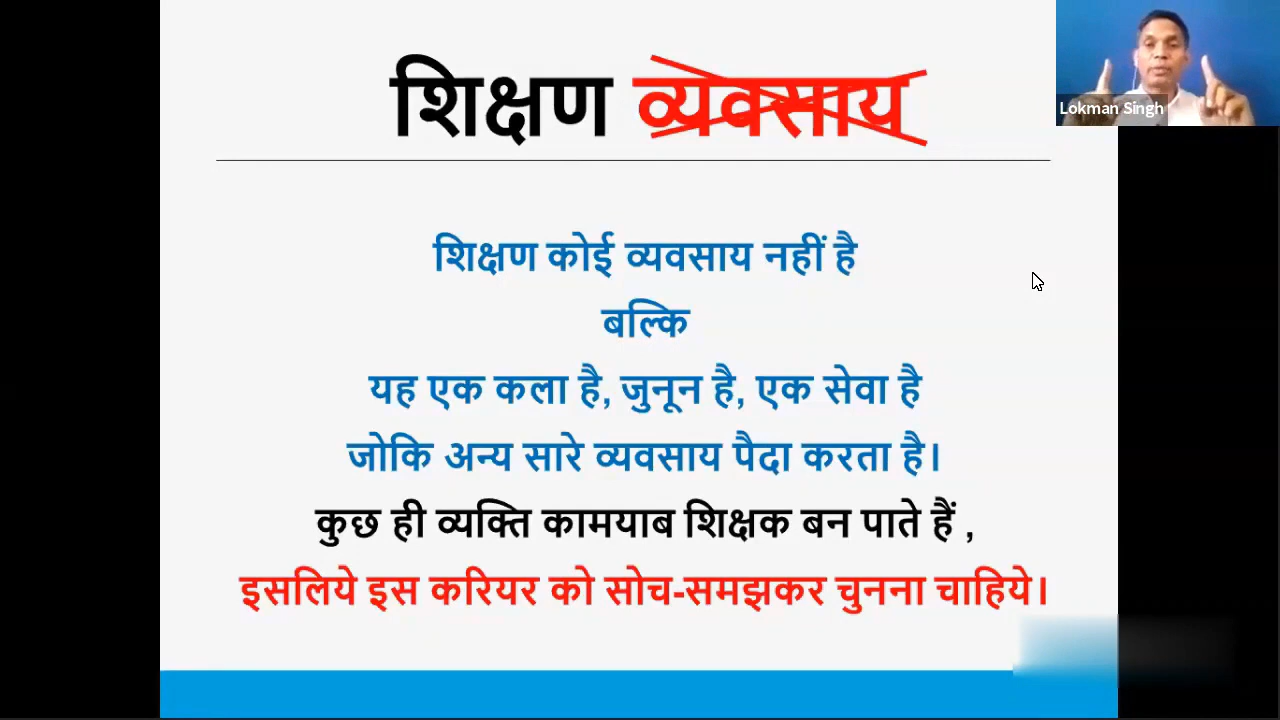 शिक्षण व्यवसाय
Lokman Singh
शिक्षण कोई व्यवसाय नहीं है
बल्कि
यह एक कला है, जुनून है, एक सेवा है
जोकि अन्य सारे व्यवसाय पैदा करता है।
कुछ ही व्यक्ति कामयाब शिक्षक बन पाते हैं ,
इसलिये इस करियर को सोच-समझकर चुनना चाहिये।